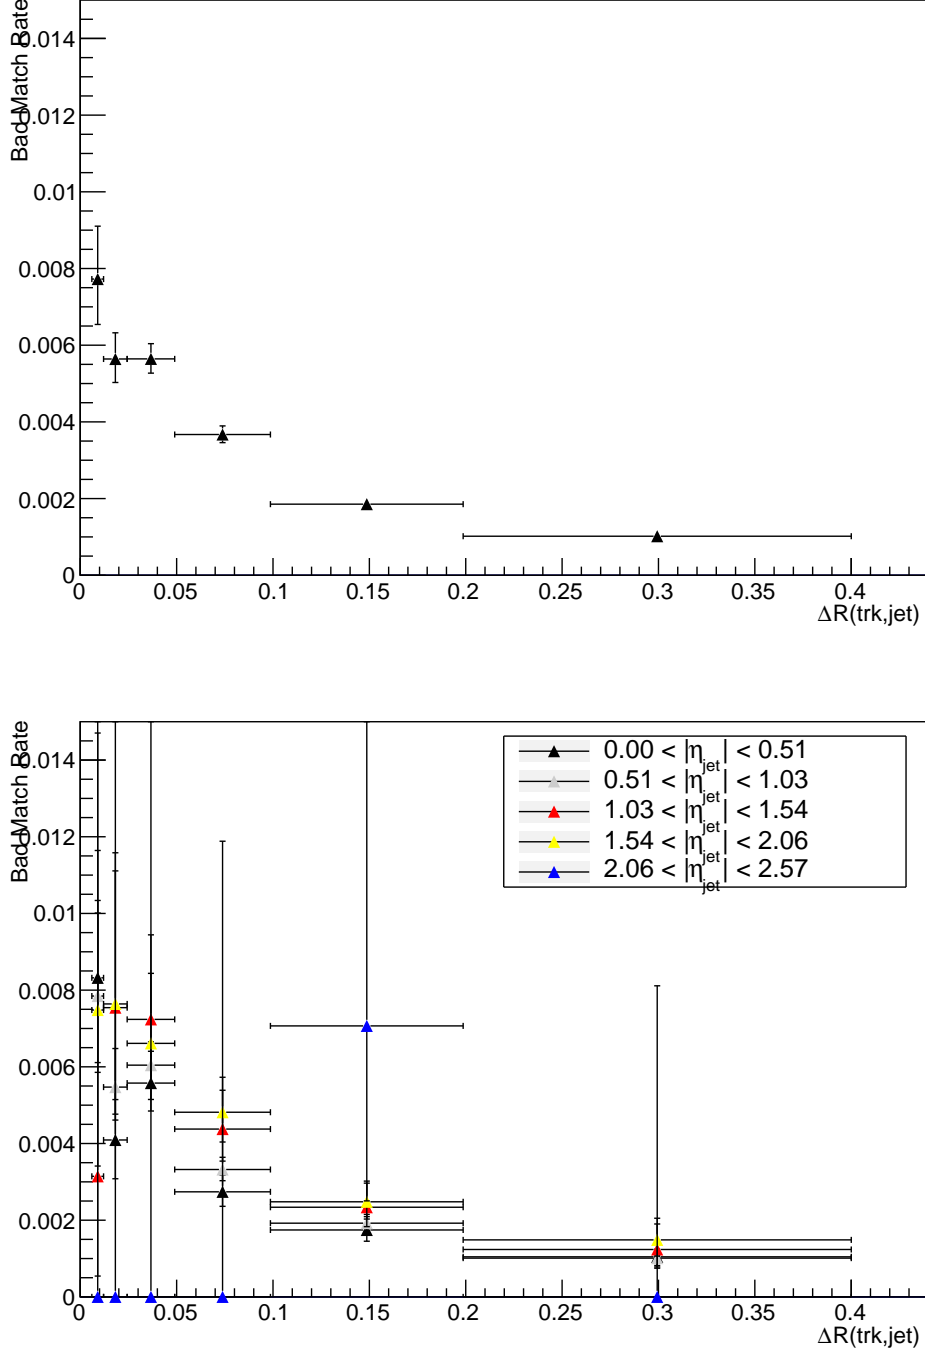 Bad Match Rate
0.014
0.012
0.01
0.008
0.006
0.004
0.002
0
0 0.05 0.1 0.15 0.2 0.25 0.3 0.35 0.4
ΔR(trk,jet)
Bad Match Rate
0.014
0.012
0.01
0.008
0.006
0.004
0.002
0
0.00 < |η_jet| < 0.51
0.51 < |η_jet| < 1.03
1.03 < |η_jet| < 1.54
1.54 < |η_jet| < 2.06
2.06 < |η_jet| < 2.57
0 0.05 0.1 0.15 0.2 0.25 0.3 0.35 0.4
ΔR(trk,jet)